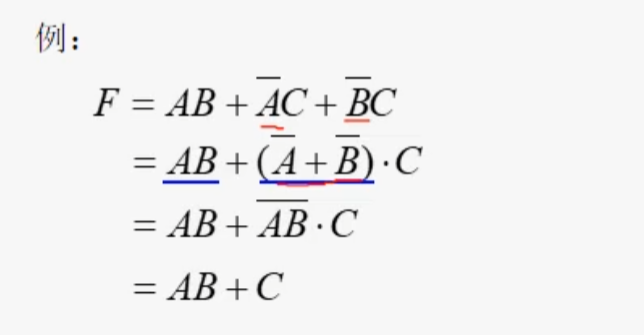 例：
F = AB + A̅C + B̅C
= AB + (A̅ + B̅)·C
= AB + A̅B̅·C
= AB + C